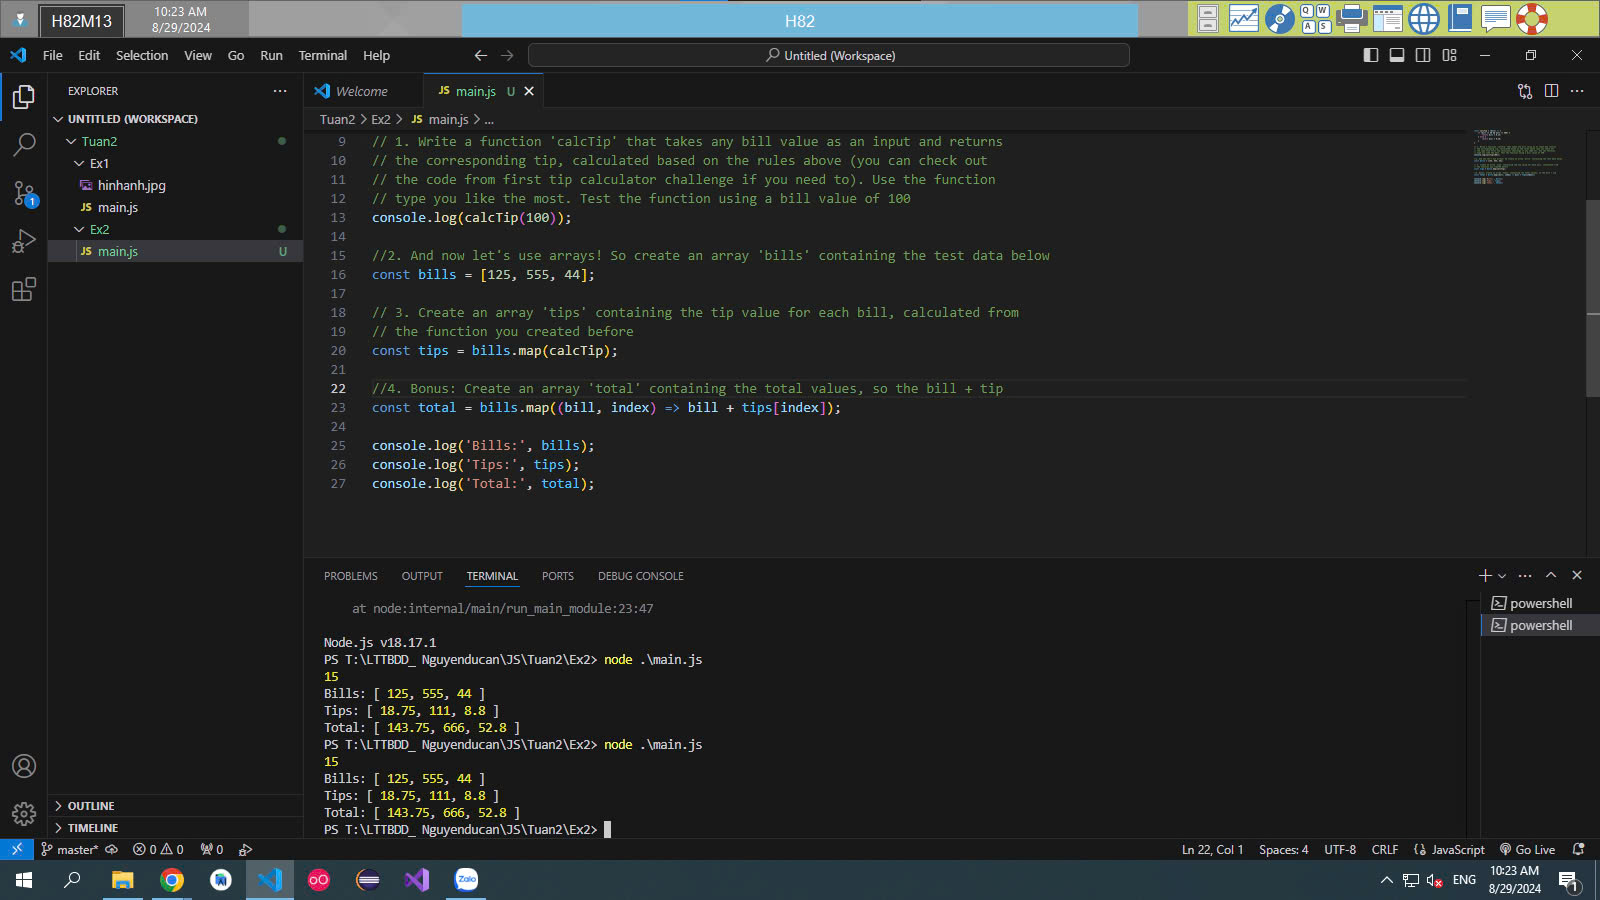 H82M13
10:23 AM
8/29/2024
H82
Q W
A S
File Edit Selection View Go Run Terminal Help
Untitled (Workspace)
EXPLORER
UNTITLED (WORKSPACE)
Tuan2
Ex1
hinhanh.jpg
JS main.js
Ex2
JS main.js U
OUTLINE
TIMELINE
Welcome
JS main.js U
Tuan2 > Ex2 > JS main.js > ...
9 // 1. Write a function 'calcTip' that takes any bill value as an input and returns
10 // the corresponding tip, calculated based on the rules above (you can check out
11 // the code from first tip calculator challenge if you need to). Use the function
12 // type you like the most. Test the function using a bill value of 100
13 console.log(calcTip(100));
14
15 //2. And now let's use arrays! So create an array 'bills' containing the test data below
16 const bills = [125, 555, 44];
17
18 // 3. Create an array 'tips' containing the tip value for each bill, calculated from
19 // the function you created before
20 const tips = bills.map(calcTip);
21
22 //4. Bonus: Create an array 'total' containing the total values, so the bill + tip
23 const total = bills.map((bill, index) => bill + tips[index]);
24
25 console.log('Bills:', bills);
26 console.log('Tips:', tips);
27 console.log('Total:', total);
PROBLEMS OUTPUT TERMINAL PORTS DEBUG CONSOLE
powershell
powershell
at node:internal/main/run_main_module:23:47
Node.js v18.17.1
PS T:\LTTBDD_ Nguyenducan\JS\Tuan2\Ex2> node .\main.js
15
Bills: [ 125, 555, 44 ]
Tips: [ 18.75, 111, 8.8 ]
Total: [ 143.75, 666, 52.8 ]
PS T:\LTTBDD_ Nguyenducan\JS\Tuan2\Ex2> node .\main.js
15
Bills: [ 125, 555, 44 ]
Tips: [ 18.75, 111, 8.8 ]
Total: [ 143.75, 666, 52.8 ]
PS T:\LTTBDD_ Nguyenducan\JS\Tuan2\Ex2>
1
master* 0 0 0
Ln 22, Col 1 Spaces: 4 UTF-8 CRLF {} JavaScript Go Live
Zalo
ENG
10:23 AM
8/29/2024
1